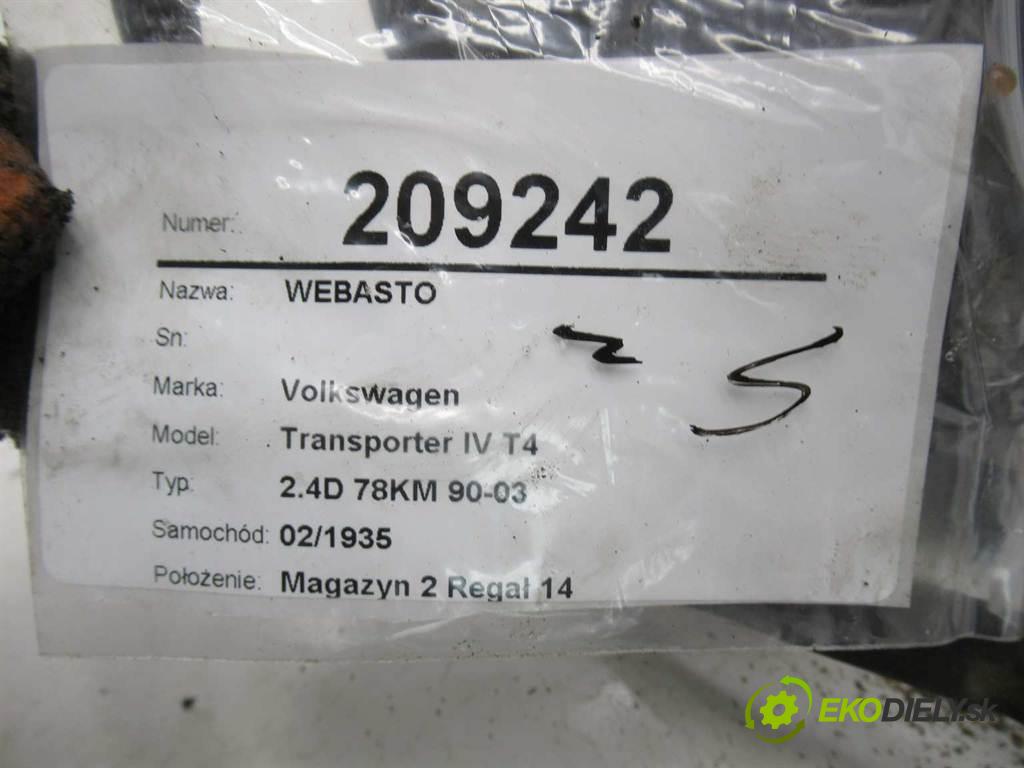 Numer: 209242
Nazwa: WEBASTO
Sn:
Marka: Volkswagen
Model: Transporter IV T4
Typ: 2.4D 78KM 90-03
Samochód: 02/1935
Położenie: Magazyn 2 Regał 14
EKODIELY.sk